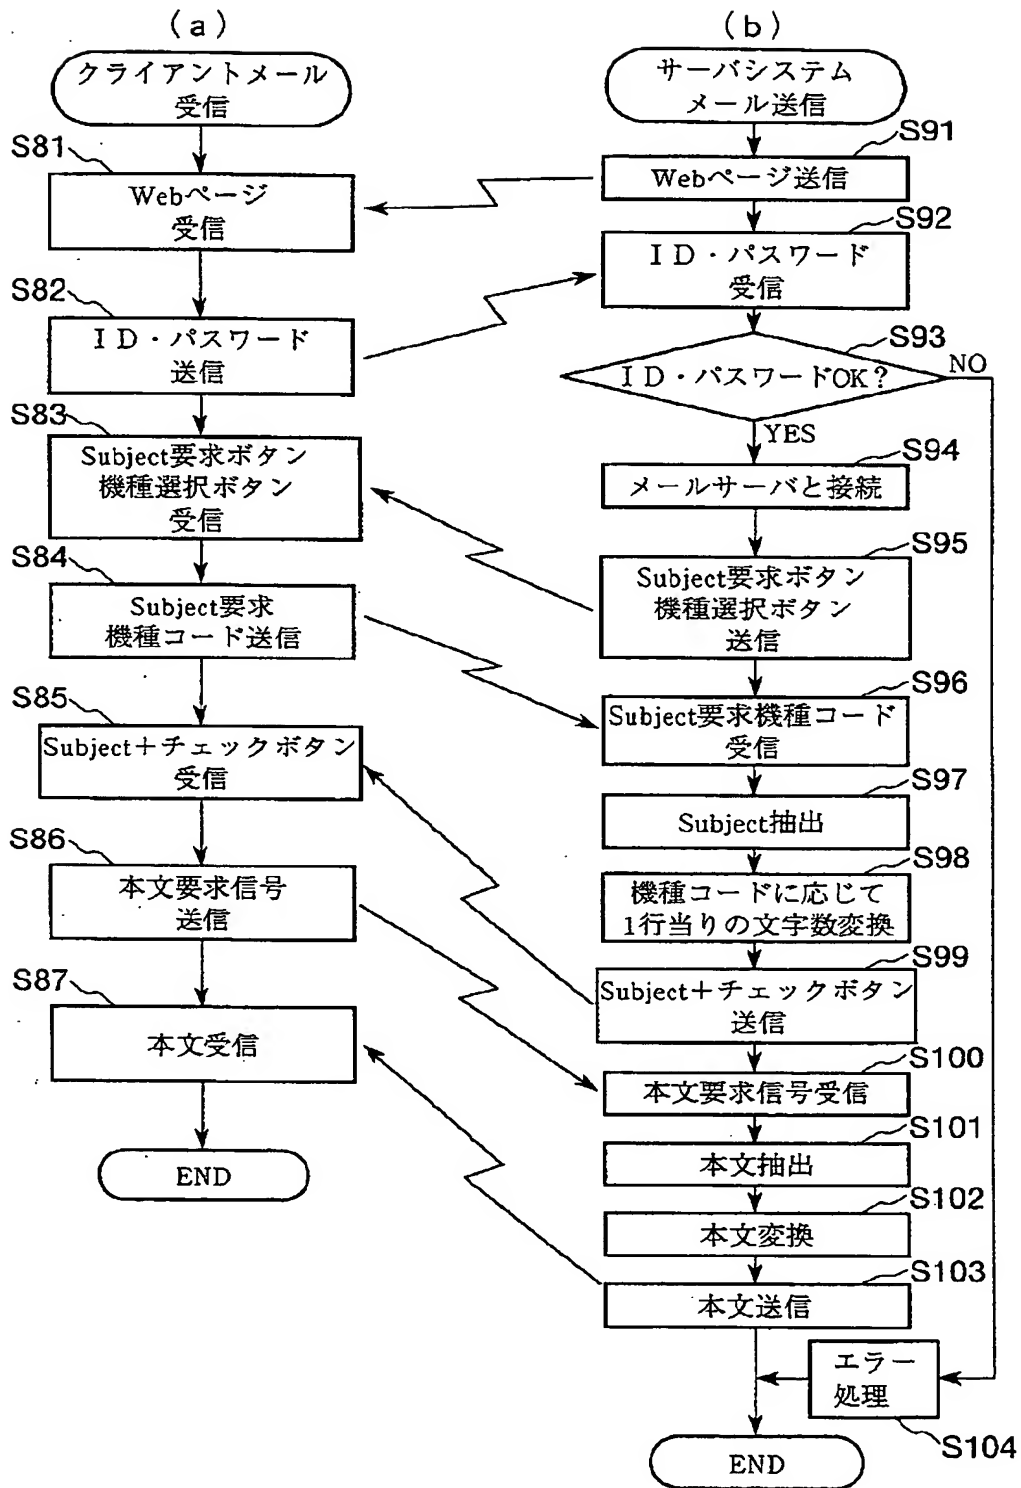 (a)
クライアントメール
受信
S81
Webページ
受信
S82
ＩＤ・パスワード
送信
S83
Subject要求ボタン
機種選択ボタン
受信
S84
Subject要求
機種コード送信
S85
Subject＋チェックボタン
受信
S86
本文要求信号
送信
S87
本文受信
END
(b)
サーバシステム
メール送信
S91
Webページ送信
S92
ＩＤ・パスワード
受信
S93
ＩＤ・パスワードOK?
NO
YES
S94
メールサーバと接続
S95
Subject要求ボタン
機種選択ボタン
送信
S96
Subject要求機種コード
受信
S97
Subject抽出
S98
機種コードに応じて
1行当りの文字数変換
S99
Subject＋チェックボタン
送信
S100
本文要求信号受信
S101
本文抽出
S102
本文変換
S103
本文送信
エラー
処理
S104
END